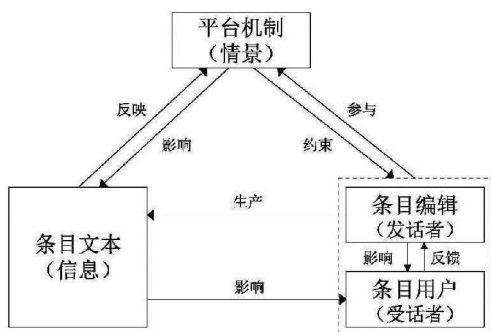 平台机制
（情景）
反映
影响
参与
约束
生产
条目文本
（信息）
条目编辑
（发话者）
影响
反馈
影响
条目用户
（受话者）